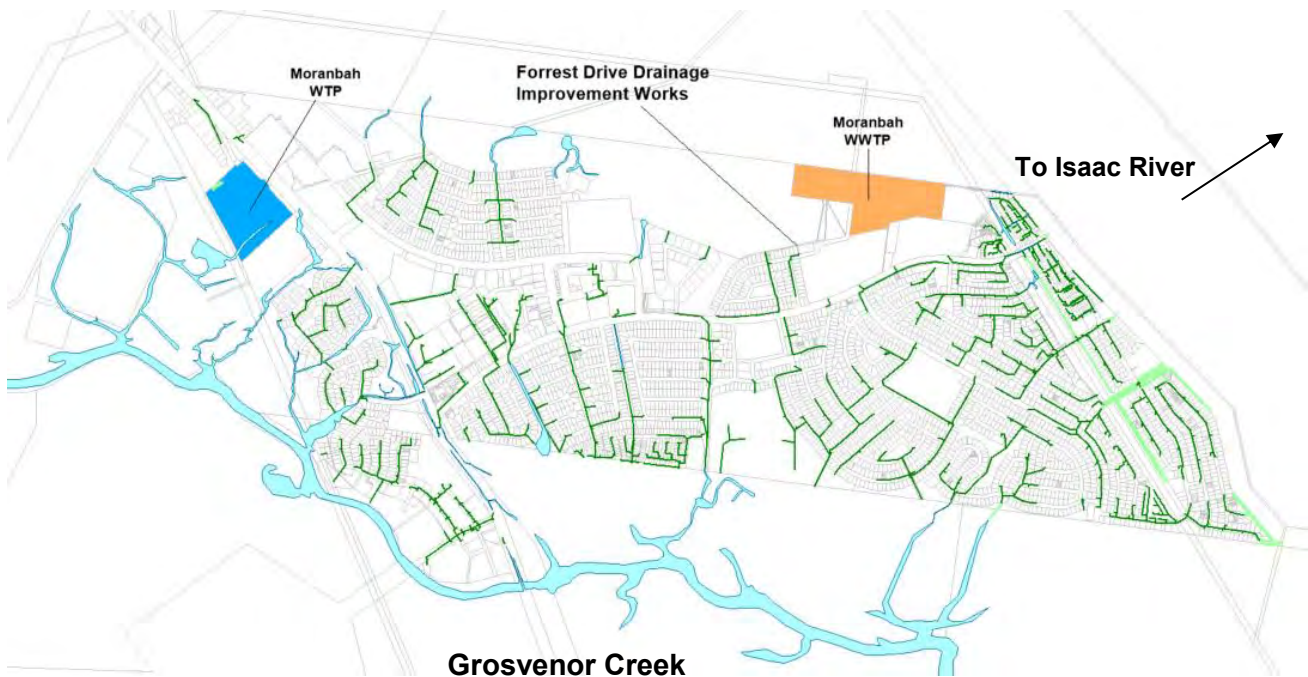 Moranbah
WTP
Forrest Drive Drainage
Improvement Works
Moranbah
WWTP
To Isaac River
Grosvenor Creek